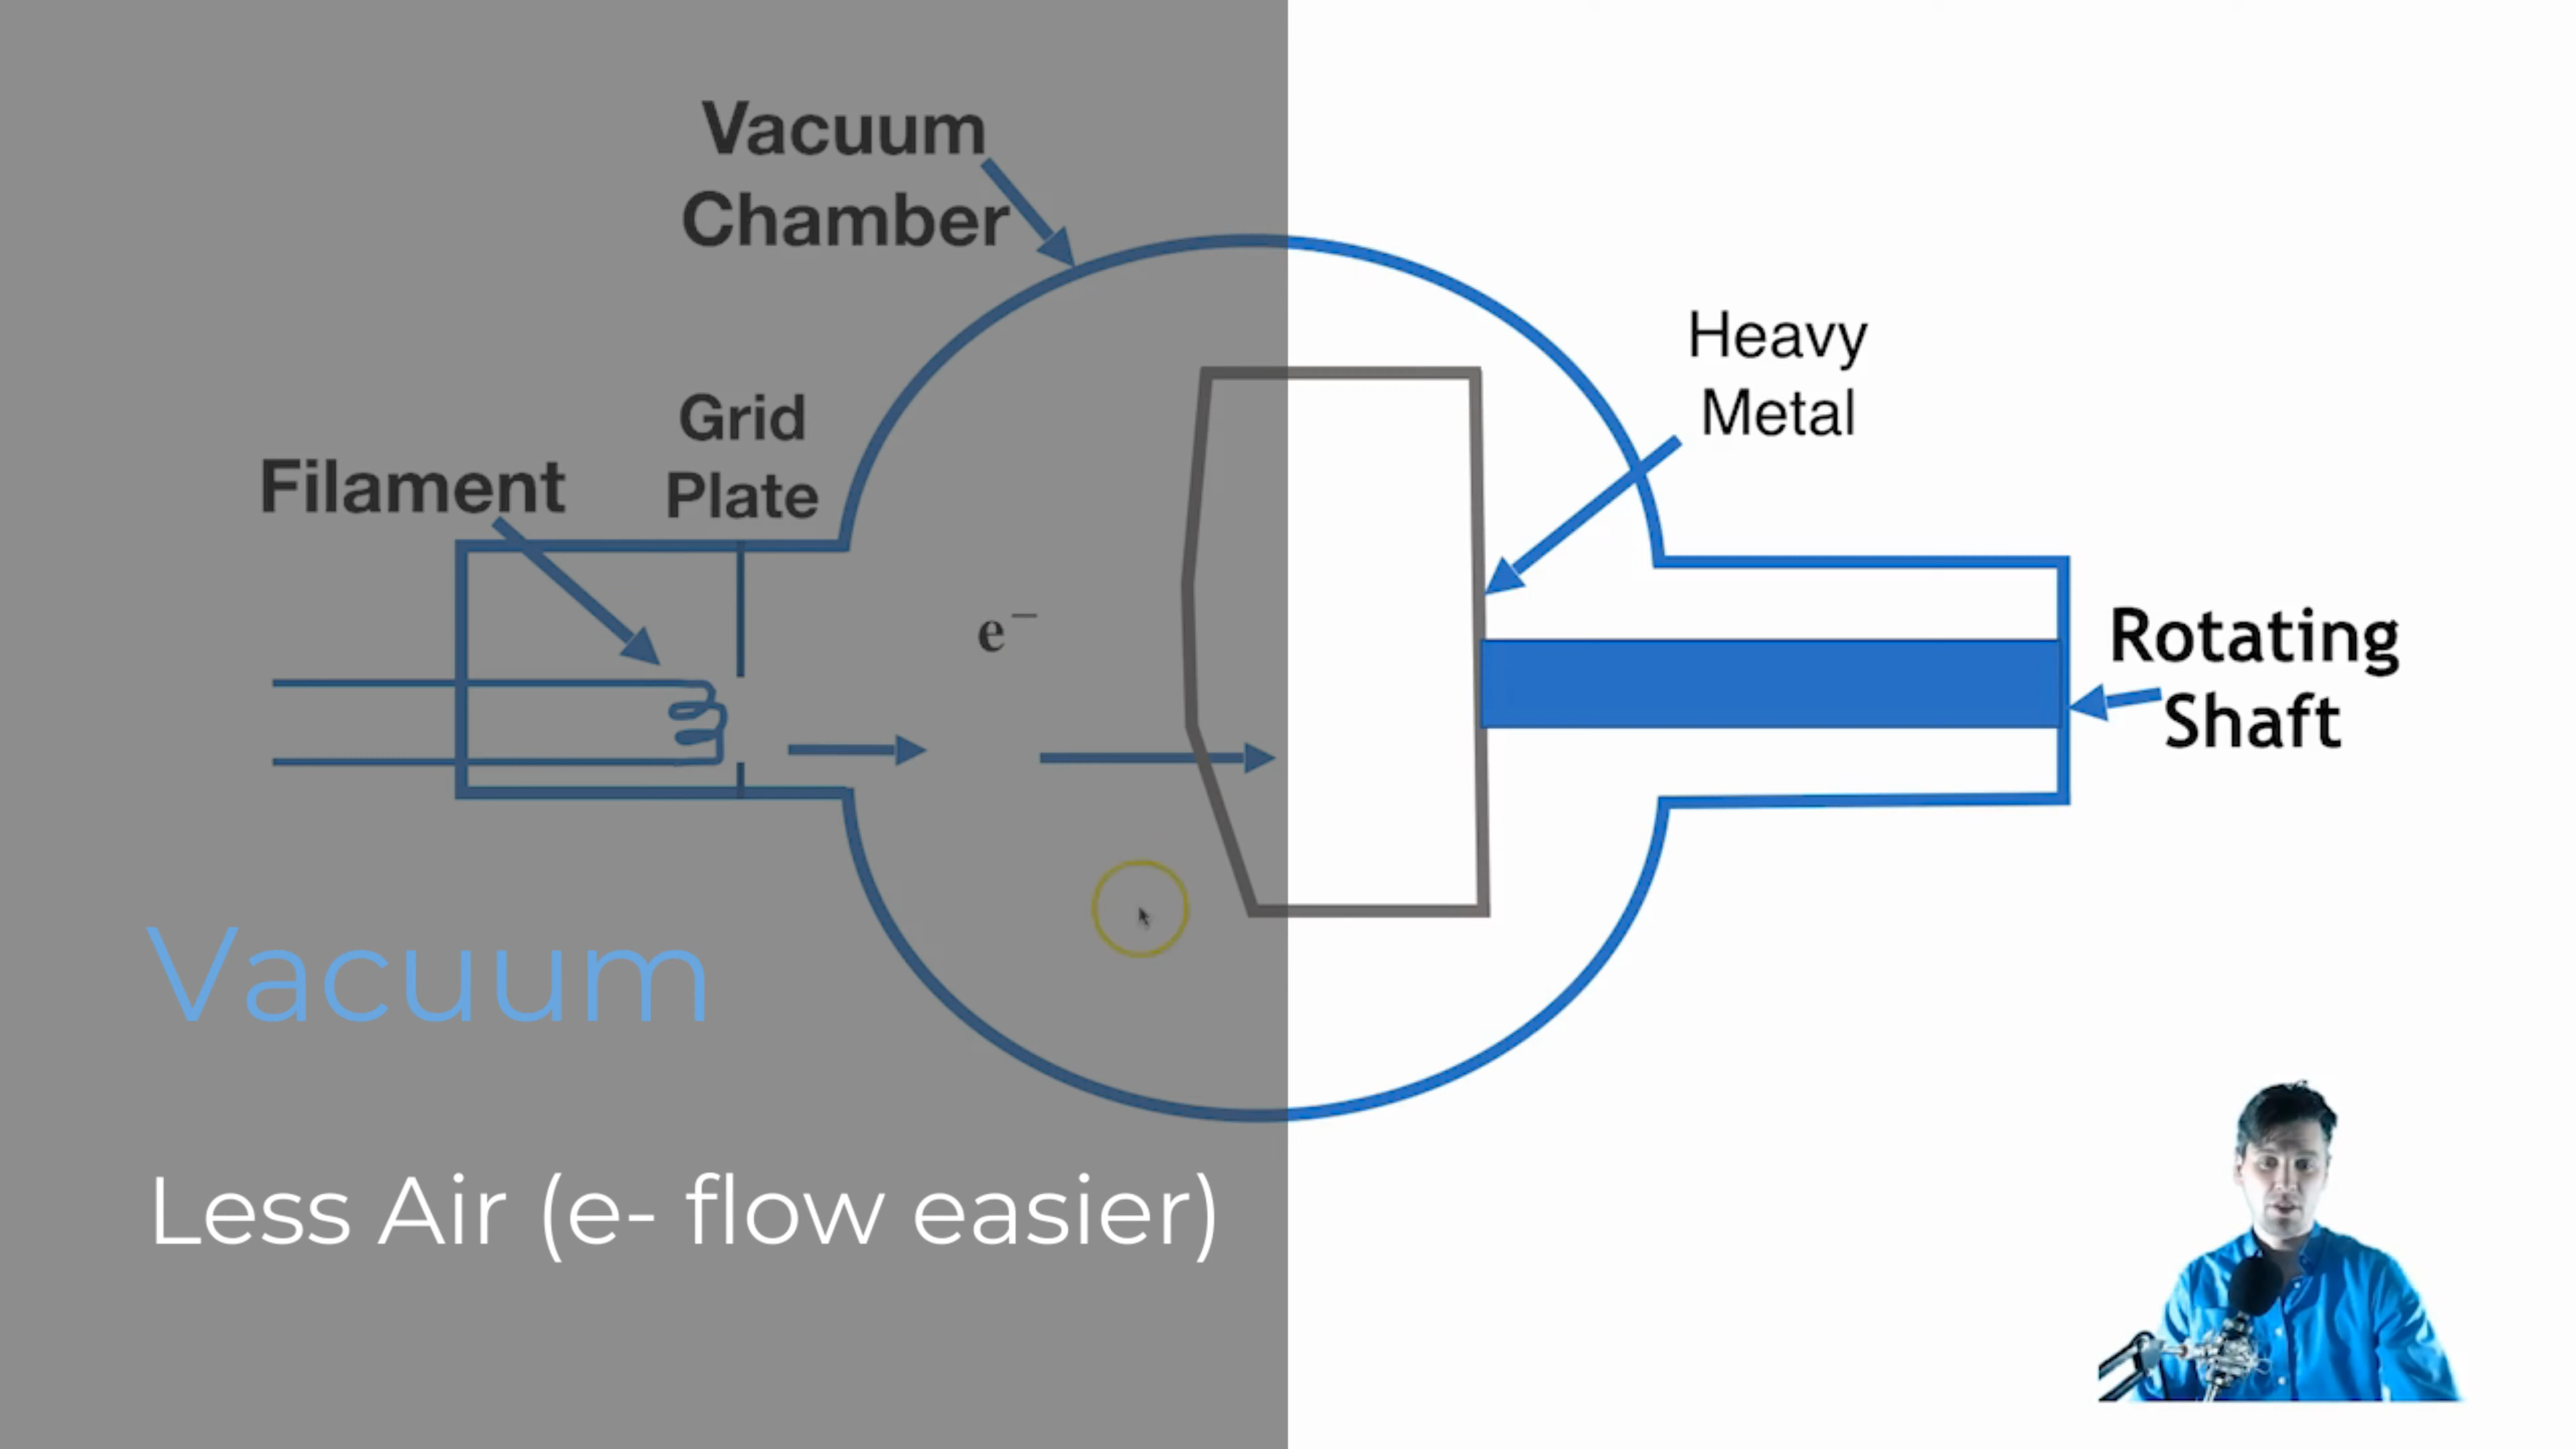 Vacuum
Chamber
Heavy
Metal
Grid
Plate
Filament
e⁻
Rotating
Shaft
Vacuum
Less Air (e- flow easier)